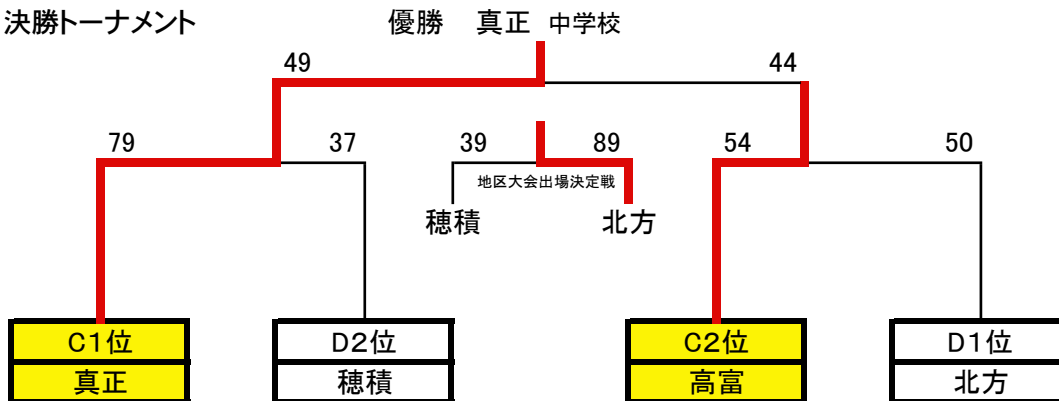 決勝トーナメント 優勝 真正 中学校
49 44
79 37 39 89 54 50
地区大会出場決定戦
穂積 北方
C1位 D2位 C2位 D1位
真正 穂積 高富 北方